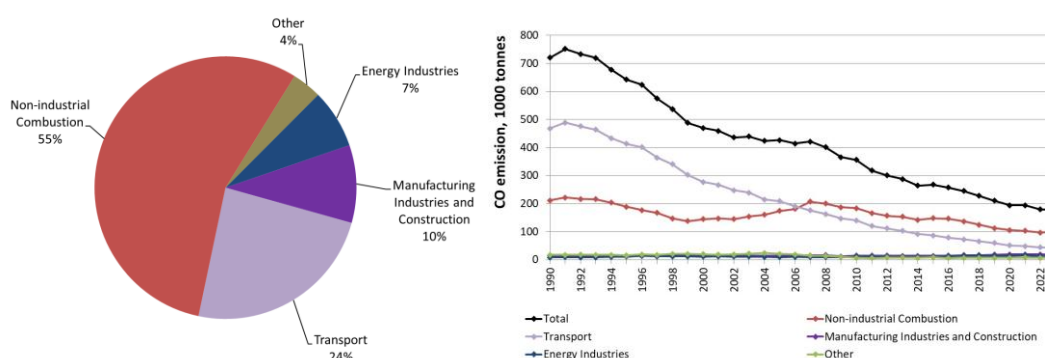 Other
4%
Energy Industries
7%
Non-industrial
Combustion
55%
Manufacturing
Industries and
Construction
10%
Transport
24%
CO emission, 1000 tonnes
800
700
600
500
400
300
200
100
0
1990
1992
1994
1996
1998
2000
2002
2004
2006
2008
2010
2012
2014
2016
2018
2020
2022
Total
Non-industrial Combustion
Transport
Manufacturing Industries and Construction
Energy Industries
Other